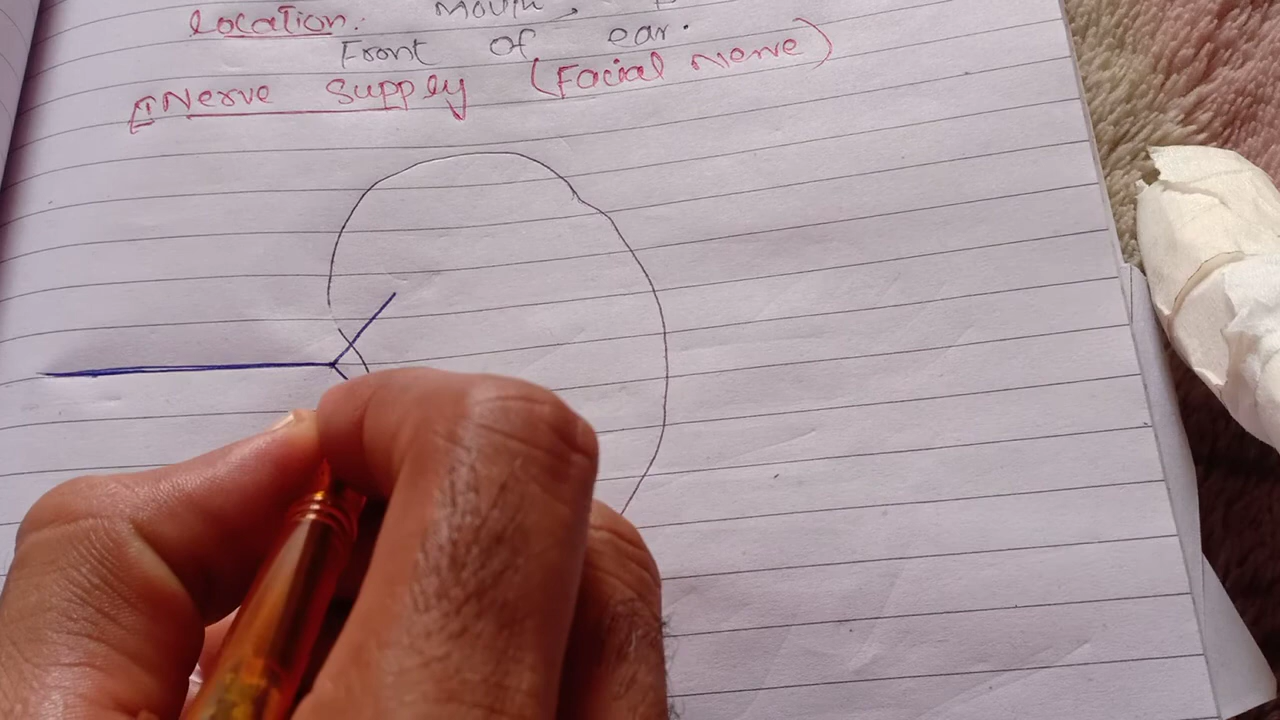 Location: Mouth,
Front of ear.
Nerve supply (Facial nerve)